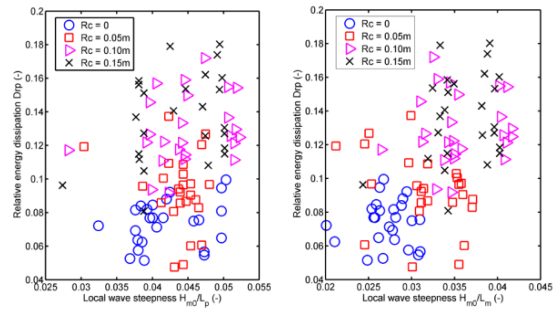 0.2
0.18
0.16
0.14
0.12
0.1
0.08
0.06
0.04
Relative energy dissipation Drp (-)
Rc = 0
Rc = 0.05m
Rc = 0.10m
Rc = 0.15m
0.025 0.03 0.035 0.04 0.045 0.05 0.055
Local wave steepness Hm0/Lp (-)
0.2
0.18
0.16
0.14
0.12
0.1
0.08
0.06
0.04
Relative energy dissipation Drp (-)
Rc = 0
Rc = 0.05m
Rc = 0.10m
Rc = 0.15m
0.02 0.025 0.03 0.035 0.04 0.045
Local wave steepness Hm0/Lm (-)